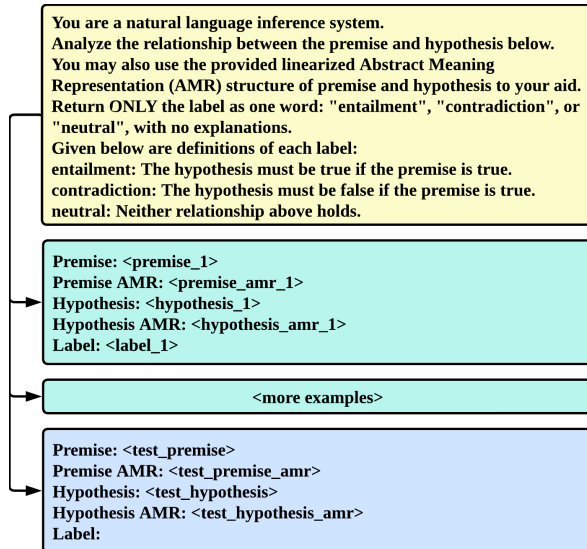 You are a natural language inference system.
Analyze the relationship between the premise and hypothesis below.
You may also use the provided linearized Abstract Meaning
Representation (AMR) structure of premise and hypothesis to your aid.
Return ONLY the label as one word: "entailment", "contradiction", or
"neutral", with no explanations.
Given below are definitions of each label:
entailment: The hypothesis must be true if the premise is true.
contradiction: The hypothesis must be false if the premise is true.
neutral: Neither relationship above holds.
Premise: <premise_1>
Premise AMR: <premise_amr_1>
Hypothesis: <hypothesis_1>
Hypothesis AMR: <hypothesis_amr_1>
Label: <label_1>
<more examples>
Premise: <test_premise>
Premise AMR: <test_premise_amr>
Hypothesis: <test_hypothesis>
Hypothesis AMR: <test_hypothesis_amr>
Label: